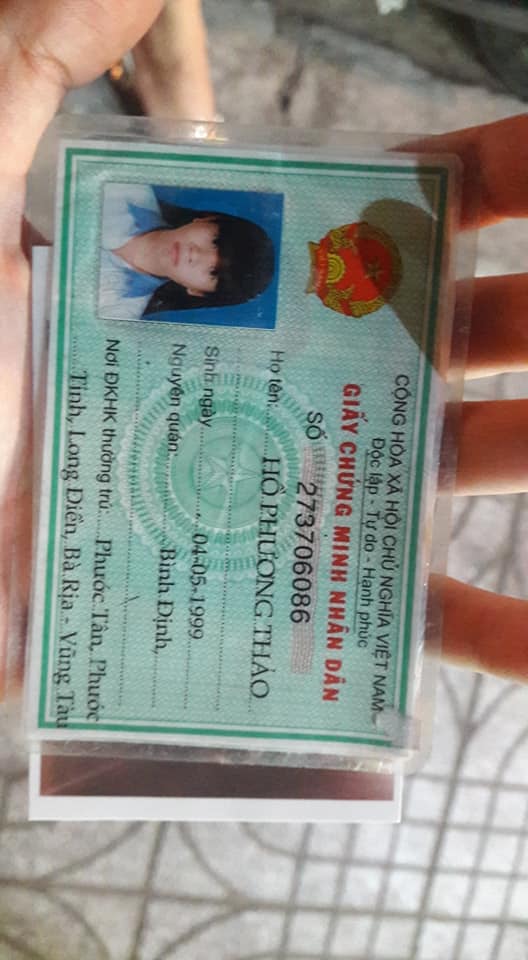 CỘNG HÒA XÃ HỘI CHỦ NGHĨA VIỆT NAM
Độc lập - Tự do - Hạnh phúc
GIẤY CHỨNG MINH NHÂN DÂN
SỐ 273706086
Họ tên: HỒ PHƯƠNG THẢO
Sinh ngày 04-05-1999
Nguyên quán Bình Định,
Nơi ĐKHK thường trú: Phước Tân, Phước
Tỉnh, Long Điền, Bà Rịa - Vũng Tàu